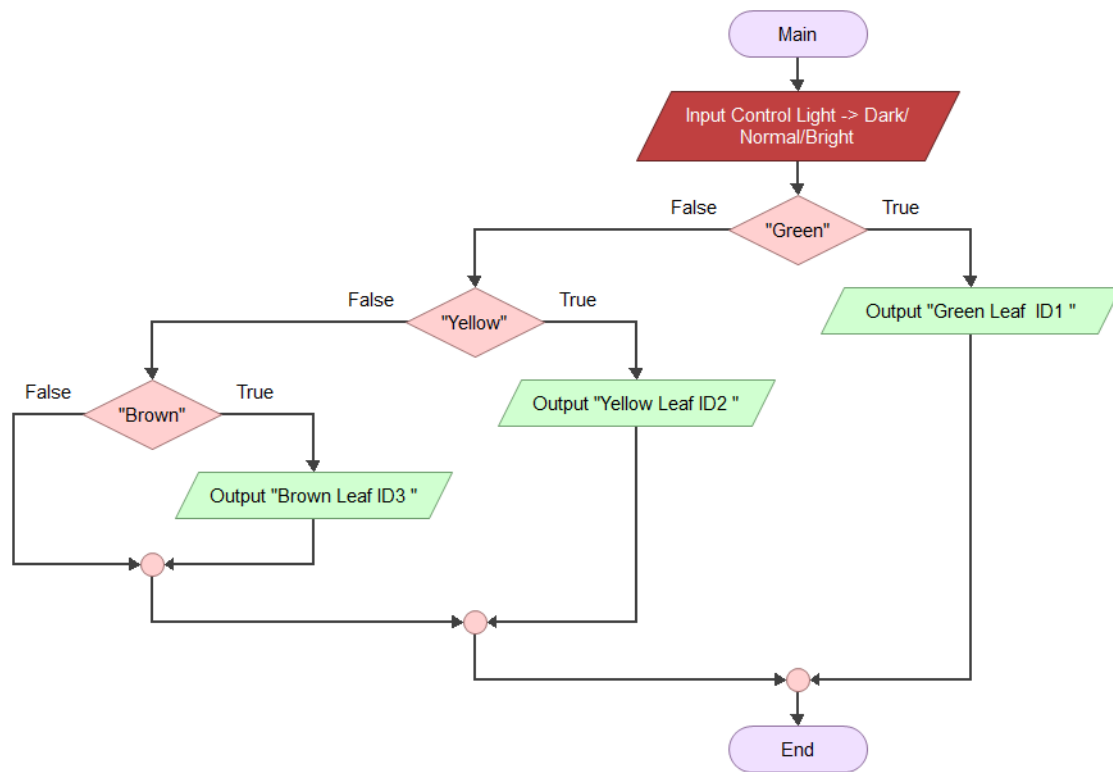 Main
Input Control Light -> Dark/
Normal/Bright
False
True
"Green"
False
True
"Yellow"
Output "Green Leaf  ID1 "
False
True
"Brown"
Output "Yellow Leaf ID2 "
Output "Brown Leaf ID3 "
End